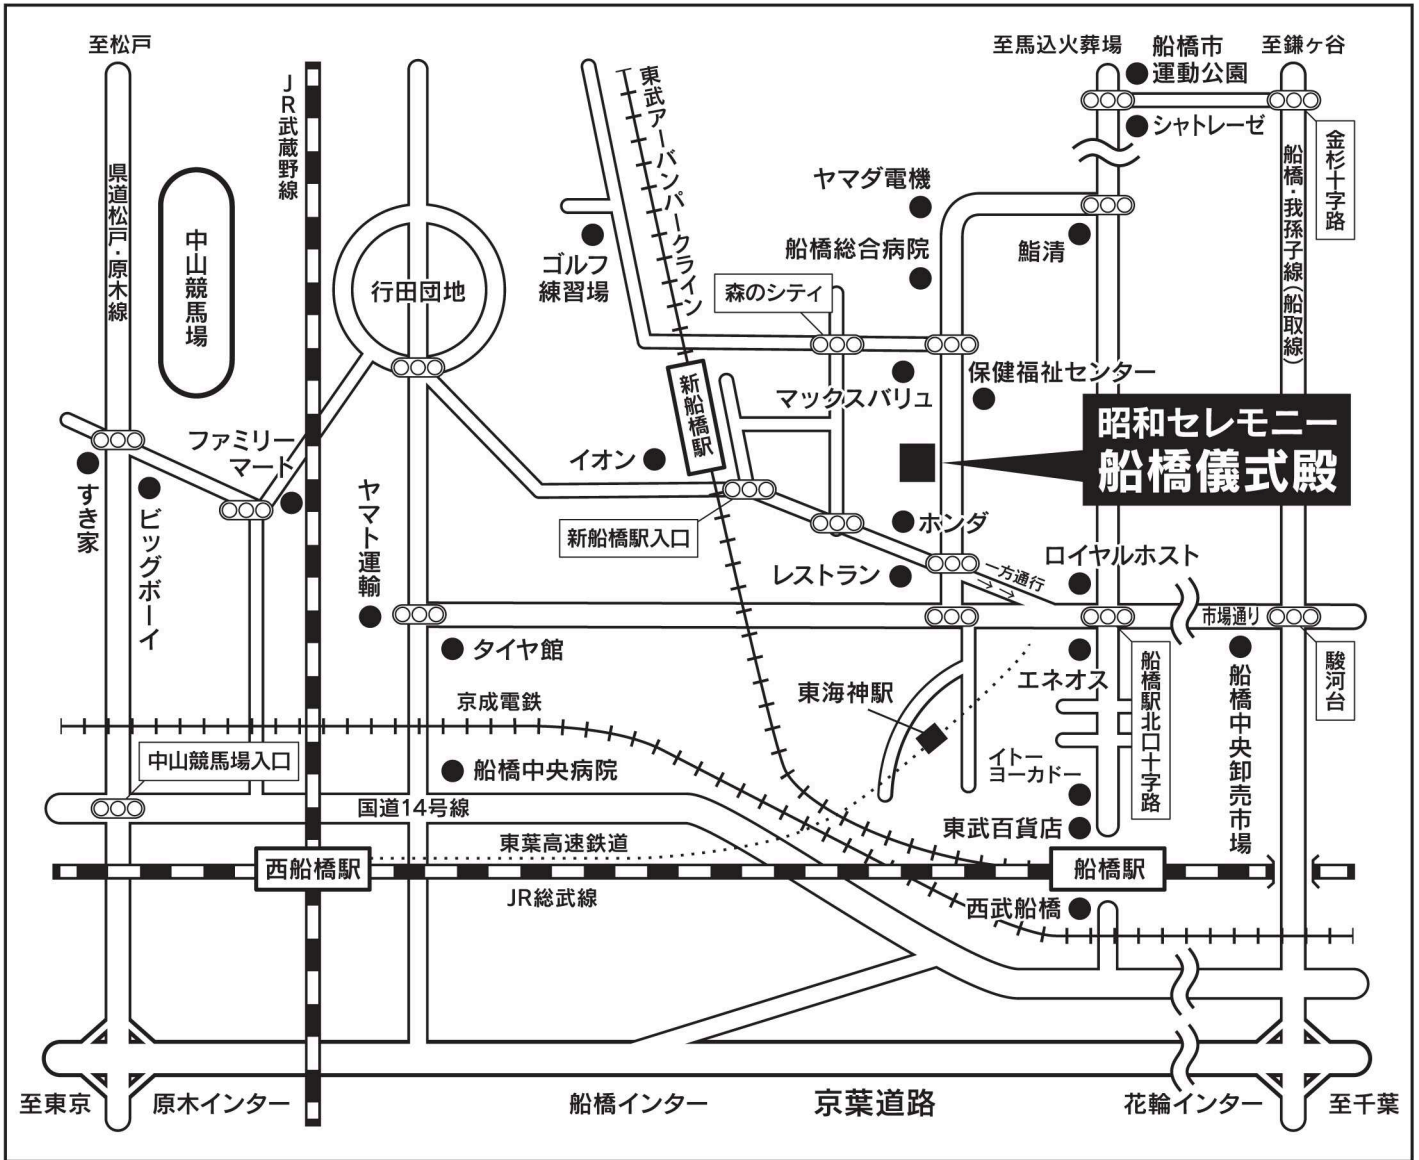 至松戸
至馬込火葬場
船橋市
運動公園
至鎌ヶ谷
JR武蔵野線
東武アーバンパークライン
シャトレーゼ
金杉十字路
県道松戸・原木線
中山競馬場
行田団地
ゴルフ
練習場
ヤマダ電機
船橋総合病院
鮨清
船橋・我孫子線(船取線)
森のシティ
新船橋駅
マックスバリュ
保健福祉センター
昭和セレモニー
船橋儀式殿
ファミリー
マート
すき家
ビッグボーイ
ヤマト運輸
イオン
新船橋駅入口
ホンダ
レストラン
一方通行
→→
ロイヤルホスト
市場通り
タイヤ館
エネオス
船橋駅北口十字路
船橋中央卸売市場
駿河台
京成電鉄
東海神駅
中山競馬場入口
船橋中央病院
イトー
ヨーカドー
国道14号線
東葉高速鉄道
東武百貨店
西船橋駅
船橋駅
JR総武線
西武船橋
至東京
原木インター
船橋インター
京葉道路
花輪インター
至千葉